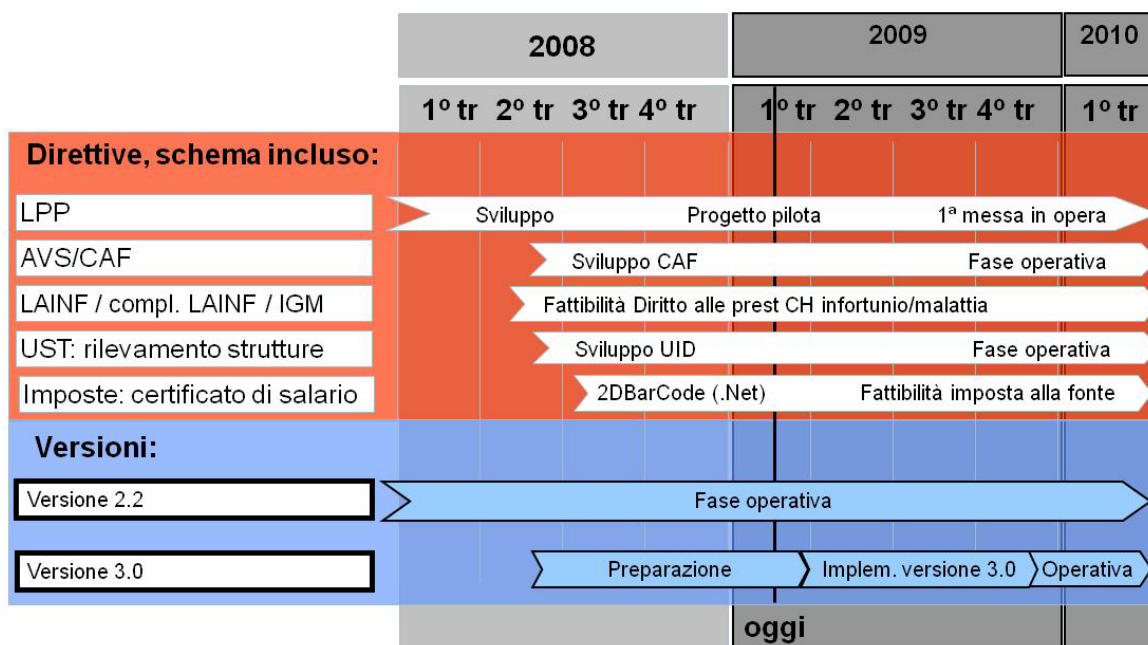 2008 2009 2010
1º tr 2º tr 3º tr 4º tr 1º tr 2º tr 3º tr 4º tr 1º tr
Direttive, schema incluso:
LPP Sviluppo Progetto pilota 1ª messa in opera
AVS/CAF Sviluppo CAF Fase operativa
LAINF / compl. LAINF / IGM Fattibilità Diritto alle prest CH infortunio/malattia
UST: rilevamento strutture Sviluppo UID Fase operativa
Imposte: certificato di salario 2DBarCode (.Net) Fattibilità imposta alla fonte
Versioni:
Versione 2.2 Fase operativa
Versione 3.0 Preparazione Implem. versione 3.0 Operativa
oggi